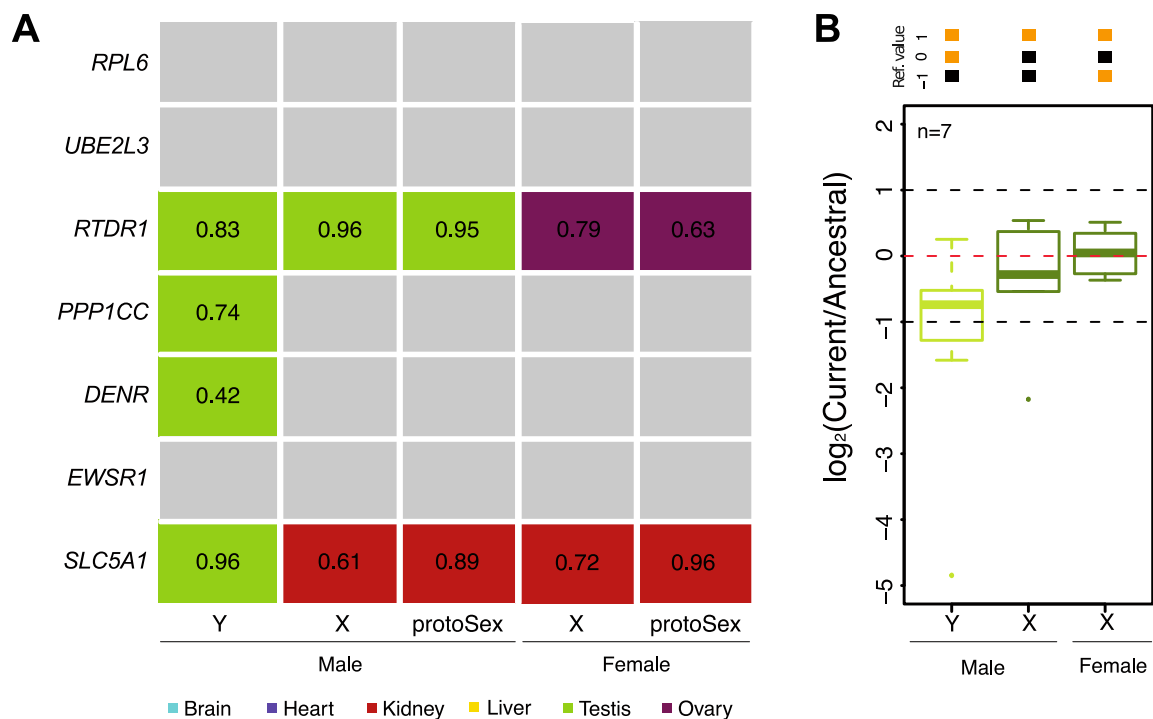 A
RPL6
UBE2L3
RTDR1 0.83 0.96 0.95 0.79 0.63
PPP1CC 0.74
DENR 0.42
EWSR1
SLC5A1 0.96 0.61 0.89 0.72 0.96
Y X protoSex X protoSex
Male Female
Brain Heart Kidney Liver Testis Ovary
B
Ref. value
1
0
−1
n=7
log₂(Current/Ancestral)
2
1
0
−1
−2
−3
−4
−5
Y X X
Male Female